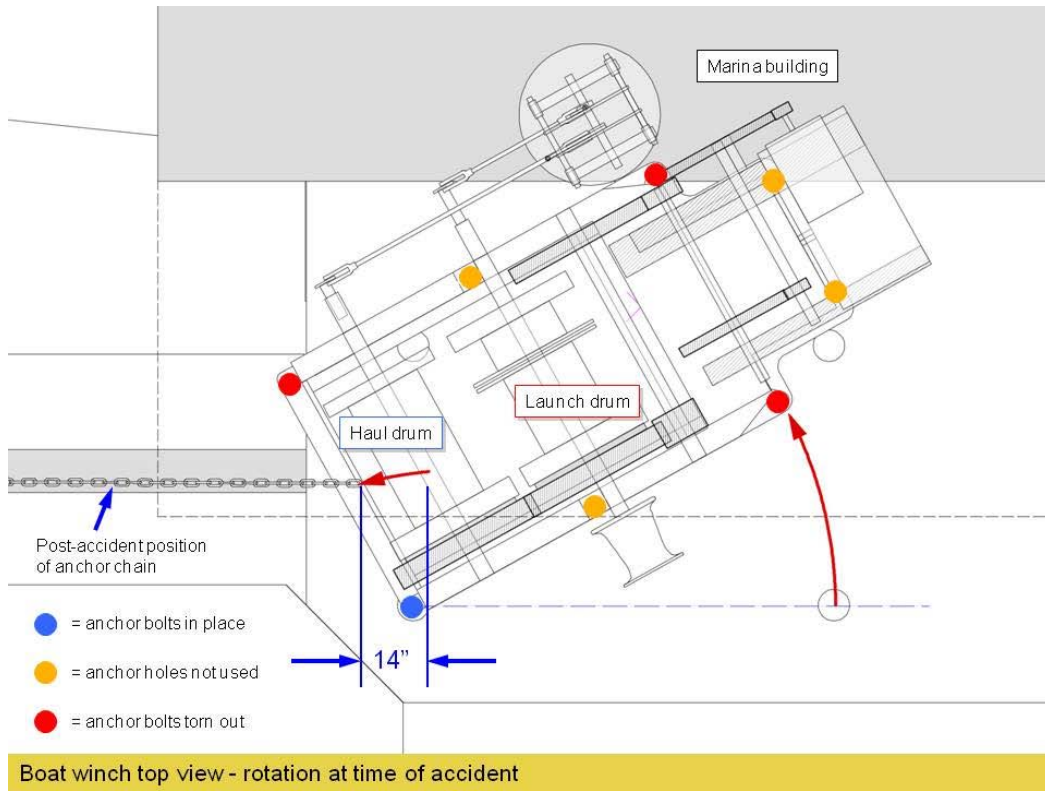 Marina building
Launch drum
Haul drum
Post-accident position
of anchor chain
14”
= anchor bolts in place
= anchor holes not used
= anchor bolts torn out
Boat winch top view - rotation at time of accident